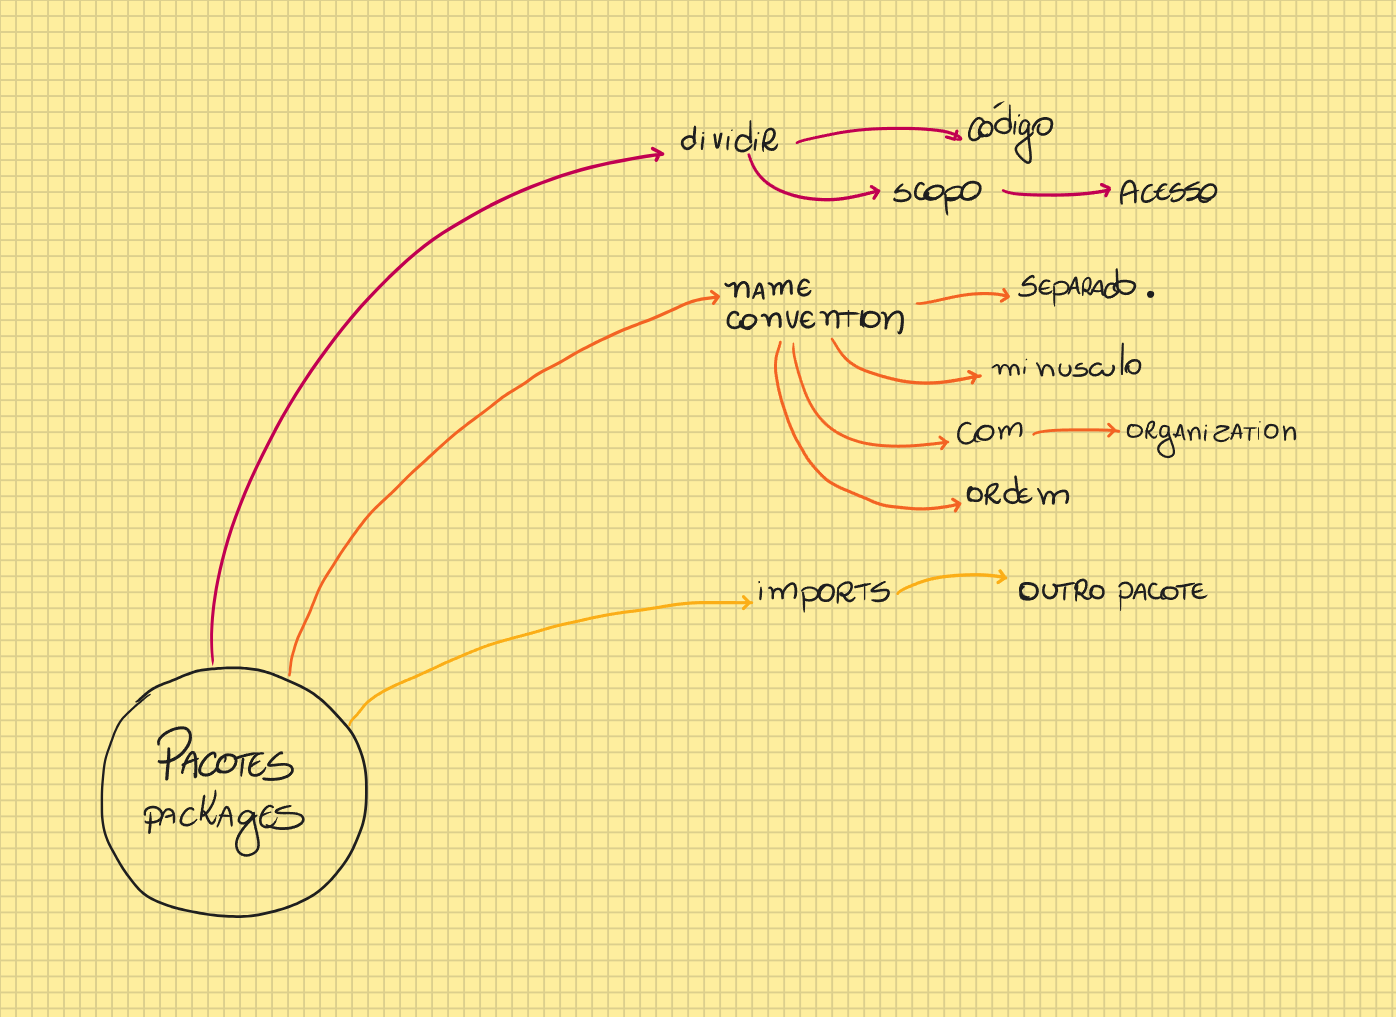 dividir
código
scopo
Acesso
name
convention
separado.
minusculo
com
organization
ordem
imports
outro pacote
Pacotes
packages